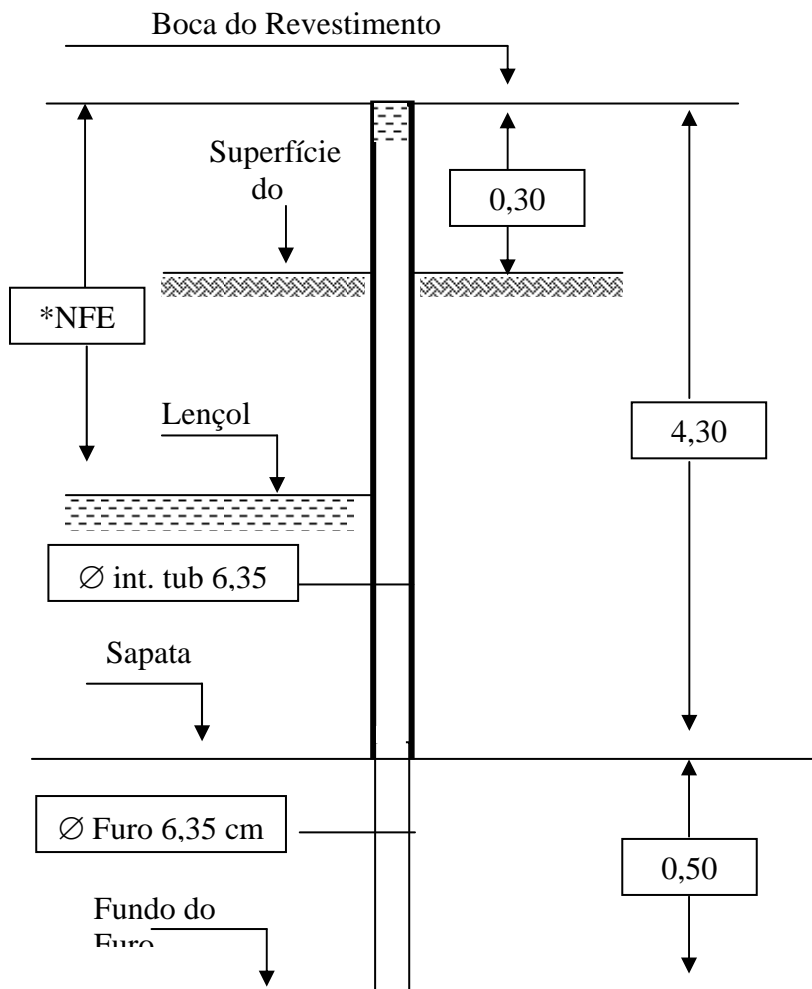 Boca do Revestimento
Superfície
do
0,30
*NFE
Lençol
4,30
∅ int. tub 6,35
Sapata
∅ Furo 6,35 cm
0,50
Fundo do
Furo